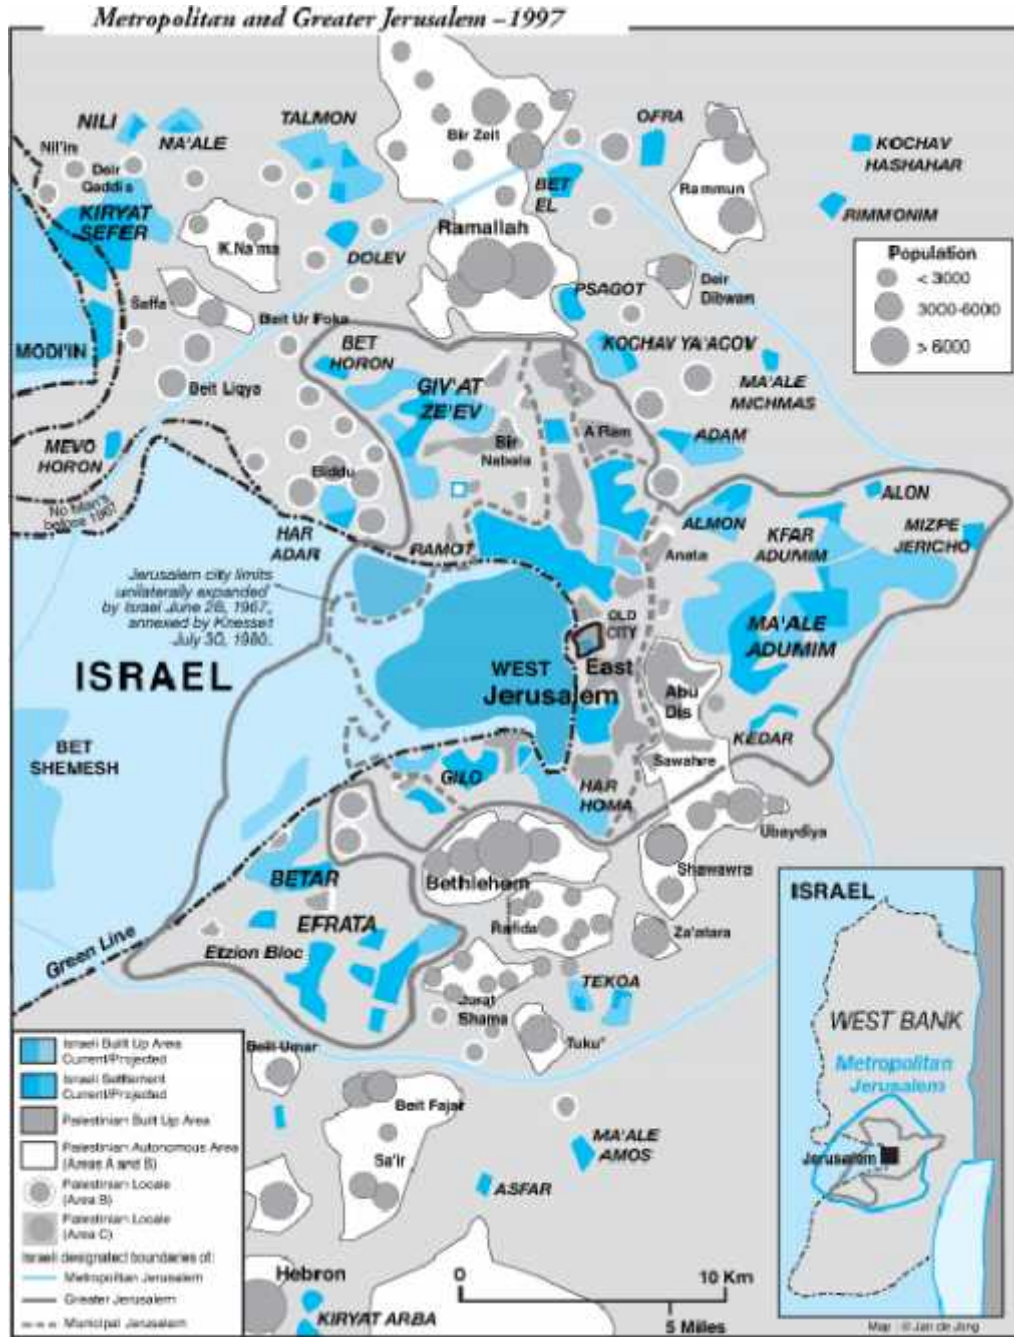 Metropolitan and Greater Jerusalem –1997
NILI
NA'ALE
TALMON
Bir Zeit
OFRA
KOCHAV
HASHAHAR
Nil'in
Deir
Qaddis
KIRYAT
SEFER
K.Na'ma
DOLEV
Ramallah
BET
EL
Rammun
RIMMONIM
Population
< 3000
3000-6000
> 6000
Saffa
Beit Ur Foka
PSAGOT
Deir
Dibwan
MODI'IN
BET
HORON
KOCHAV YA'ACOV
MA'ALE
MICHMAS
Beit Liqya
GIV'AT
ZE'EV
Bir
Nabala
A Ram
ADAM
MEVO
HORON
Biddu
No Man's
before 1967
HAR
ADAR
RAMOT
ALMON
ALON
KFAR
ADUMIM
MIZPE
JERICHO
Anata
Jerusalem city limits
unilaterally expanded
by Israel June 28, 1967,
annexed by Knesset
July 30, 1980.
ISRAEL
OLD
CITY
WEST
East
Jerusalem
MA'ALE
ADUMIM
Abu
Dis
KEDAR
BET
SHEMESH
GILO
HAR
HOMA
Sawahre
Ubaydiya
BETAR
Bethlehem
Shawawra
EFRATA
Etzion Bloc
Rafida
Za'atara
Green Line
TEKOA
Jurat
Shama
Tuku'
Beit Umar
Beit Fajar
Sa'ir
MA'ALE
AMOS
ASFAR
Hebron
KIRYAT ARBA
0
10 Km
5 Miles
Israeli Built Up Area
Current/Projected
Israeli Settlement
Current/Projected
Palestinian Built Up Area
Palestinian Autonomous Area
(Areas A and B)
Palestinian Locale
(Area B)
Palestinian Locale
(Area C)
Israeli designated boundaries of:
Metropolitan Jerusalem
Greater Jerusalem
Municipal Jerusalem
ISRAEL
WEST BANK
Metropolitan
Jerusalem
Jerusalem
Map : © Jan de Jong